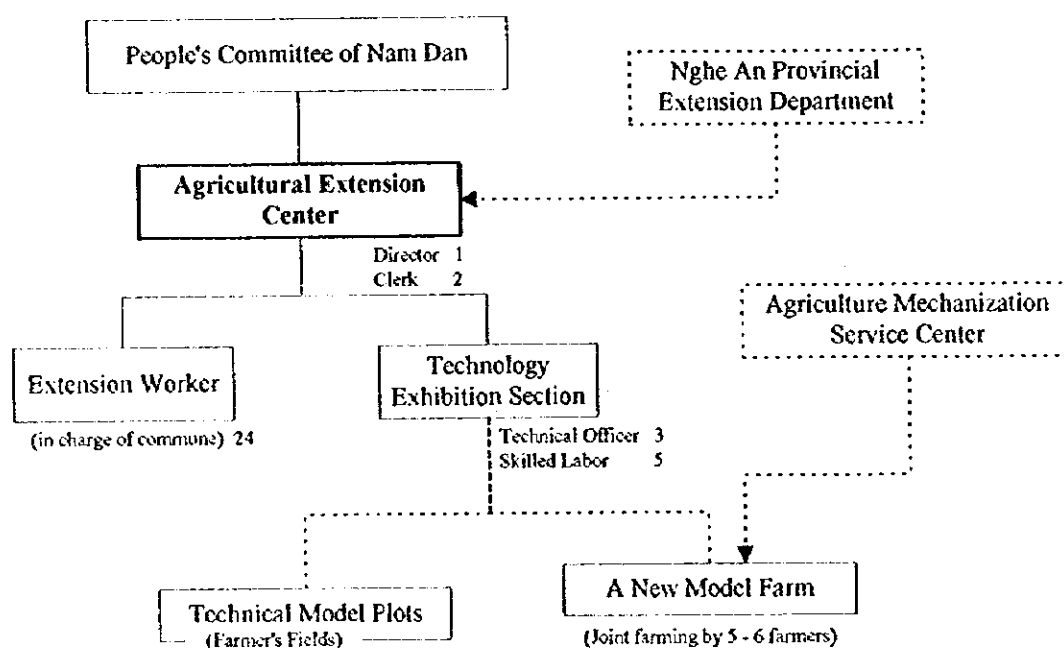 People's Committee of Nam Dan
Nghe An Provincial
Extension Department
Agricultural Extension
Center
Director 1
Clerk 2
Agriculture Mechanization
Service Center
Extension Worker
(in charge of commune) 24
Technology
Exhibition Section
Technical Officer 3
Skilled Labor 5
Technical Model Plots
(Farmer's Fields)
A New Model Farm
(Joint farming by 5 - 6 farmers)